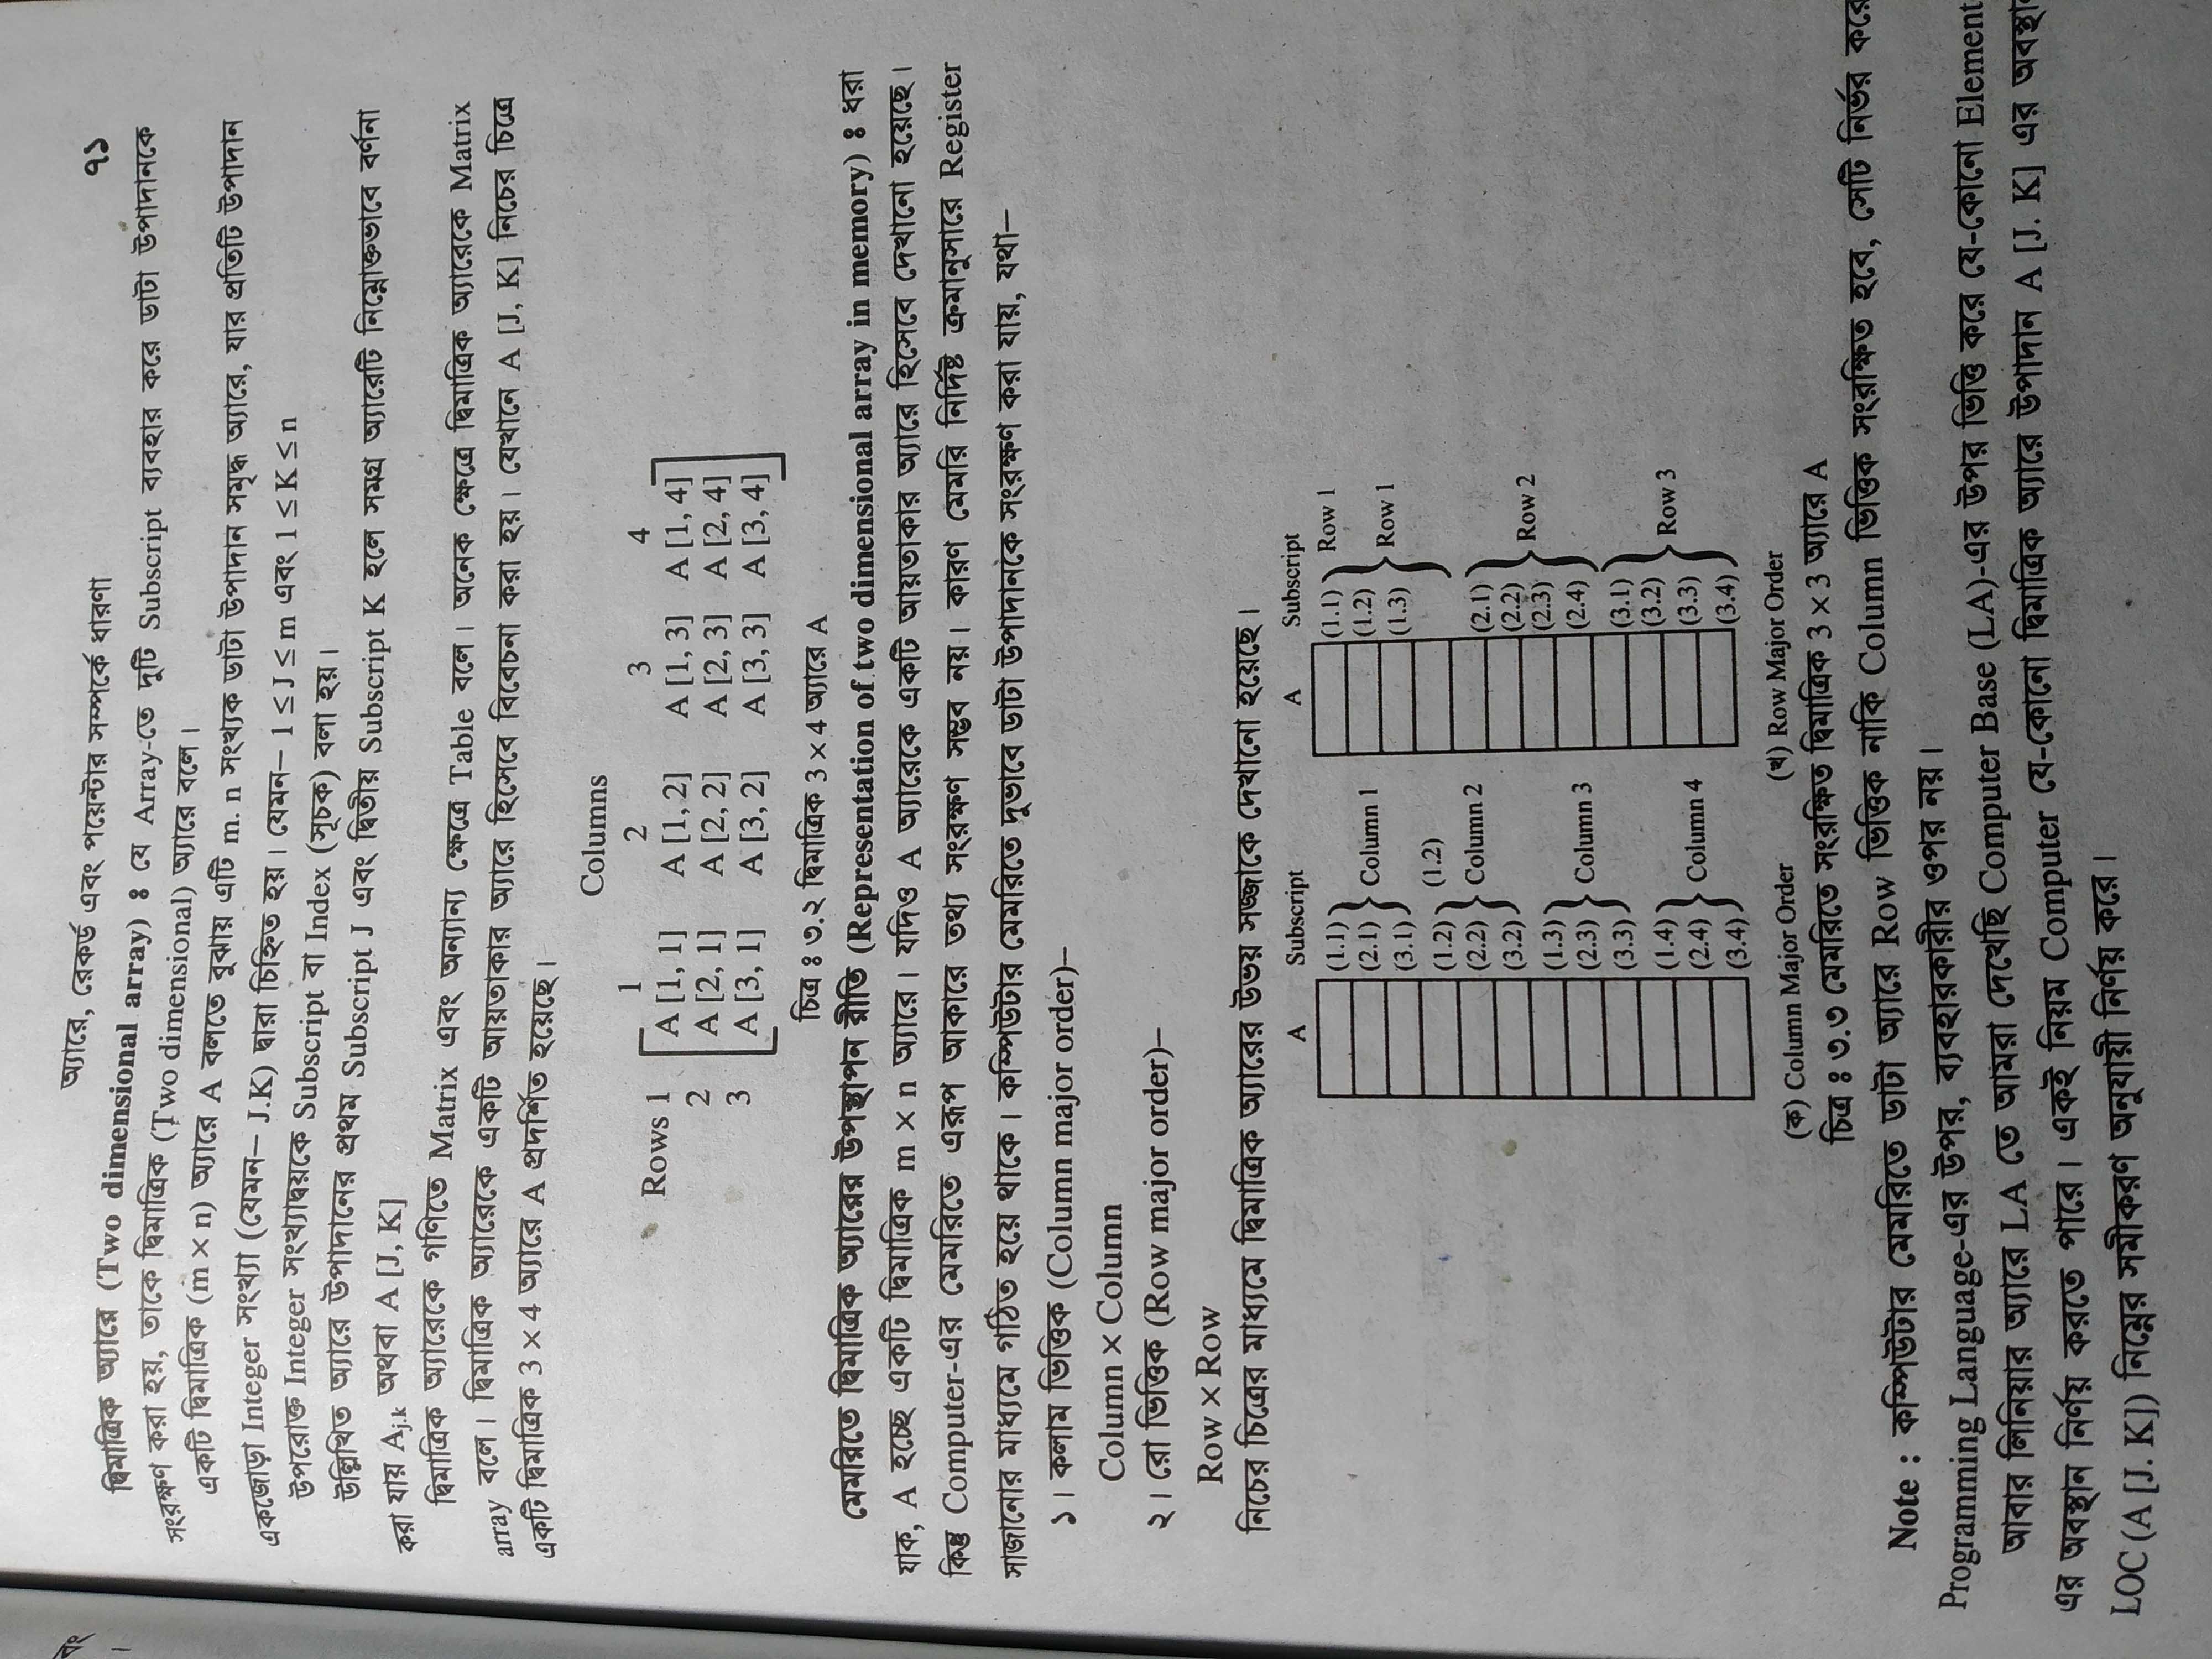 অ্যারে, রেকর্ড এবং পয়েন্টার সম্পর্কে ধারণা
৭১
দ্বিমাত্রিক অ্যারে (Two dimensional array) ঃ যে Array-তে দুটি Subscript ব্যবহার করে ডাটা উপাদানকে
সংরক্ষণ করা হয়, তাকে দ্বিমাত্রিক (Two dimensional) অ্যারে বলে।
একটি দ্বিমাত্রিক (m × n) অ্যারে A বলতে বুঝায় এটি m. n সংখ্যক ডাটা উপাদান সমৃদ্ধ অ্যারে, যার প্রতিটি উপাদান
একজোড়া Integer সংখ্যা (যেমন– J.K) দ্বারা চিহ্নিত হয়। যেমন– 1 ≤ J ≤ m এবং 1 ≤ K ≤ n
উপরোক্ত Integer সংখ্যাদ্বয়কে Subscript বা Index (সূচক) বলা হয়।
উল্লিখিত অ্যারে উপাদানের প্রথম Subscript J এবং দ্বিতীয় Subscript K হলে সমগ্র অ্যারেটি নিম্নোক্তভাবে বর্ণনা
করা যায় Aj.k অথবা A [J, K]
দ্বিমাত্রিক অ্যারেকে গণিতে Matrix এবং অন্যান্য ক্ষেত্রে Table বলে। অনেক ক্ষেত্রে দ্বিমাত্রিক অ্যারেকে Matrix
array বলে। দ্বিমাত্রিক অ্যারেকে একটি আয়তাকার অ্যারে হিসেবে বিবেচনা করা হয়। যেখানে A [J, K] নিচের চিত্রে
একটি দ্বিমাত্রিক 3 × 4 অ্যারে A প্রদর্শিত হয়েছে।
Columns
1 2 3 4
Rows 1 A [1, 1] A [1, 2] A [1, 3] A [1, 4]
2 A [2, 1] A [2, 2] A [2, 3] A [2, 4]
3 A [3, 1] A [3, 2] A [3, 3] A [3, 4]
চিত্র ঃ ৩.২ দ্বিমাত্রিক 3 × 4 অ্যারে A
মেমরিতে দ্বিমাত্রিক অ্যারের উপস্থাপন রীতি (Representation of two dimensional array in memory) ঃ ধরা
যাক, A হচ্ছে একটি দ্বিমাত্রিক m × n অ্যারে। যদিও A অ্যারেকে একটি আয়তাকার অ্যারে হিসেবে দেখানো হয়েছে।
কিন্তু Computer-এর মেমরিতে এরূপ আকারে তথ্য সংরক্ষণ সম্ভব নয়। কারণ মেমরি নির্দিষ্ট ক্রমানুসারে Register
সাজানোর মাধ্যমে গঠিত হয়ে থাকে। কম্পিউটার মেমরিতে দুভাবে ডাটা উপাদানকে সংরক্ষণ করা যায়, যথা–
১। কলাম ভিত্তিক (Column major order)–
Column × Column
২। রো ভিত্তিক (Row major order)–
Row × Row
নিচের চিত্রের মাধ্যমে দ্বিমাত্রিক অ্যারের উভয় সজ্জাকে দেখানো হয়েছে।
A Subscript
(1.1)
(2.1) Column 1
(3.1)
(1.2) (1.2)
(2.2) Column 2
(3.2)
(1.3)
(2.3) Column 3
(3.3)
(1.4)
(2.4) Column 4
(3.4)
(ক) Column Major Order
A Subscript
(1.1) Row 1
(1.2)
(1.3) Row 1
(2.1)
(2.2) Row 2
(2.3)
(2.4)
(3.1)
(3.2) Row 3
(3.3)
(3.4)
(খ) Row Major Order
চিত্র ঃ ৩.৩ মেমরিতে সংরক্ষিত দ্বিমাত্রিক 3 × 3 অ্যারে A
Note : কম্পিউটার মেমরিতে ডাটা অ্যারে Row ভিত্তিক নাকি Column ভিত্তিক সংরক্ষিত হবে, সেটি নির্ভর করে
Programming Language-এর উপর, ব্যবহারকারীর ওপর নয়।
আবার লিনিয়ার অ্যারে LA তে আমরা দেখেছি Computer Base (LA)-এর উপর ভিত্তি করে যে-কোনো Element
এর অবস্থান নির্ণয় করতে পারে। একই নিয়ম Computer যে-কোনো দ্বিমাত্রিক অ্যারে উপাদান A [J. K] এর অবস্থান
LOC (A [J. K]) নিম্নের সমীকরণ অনুযায়ী নির্ণয় করে।